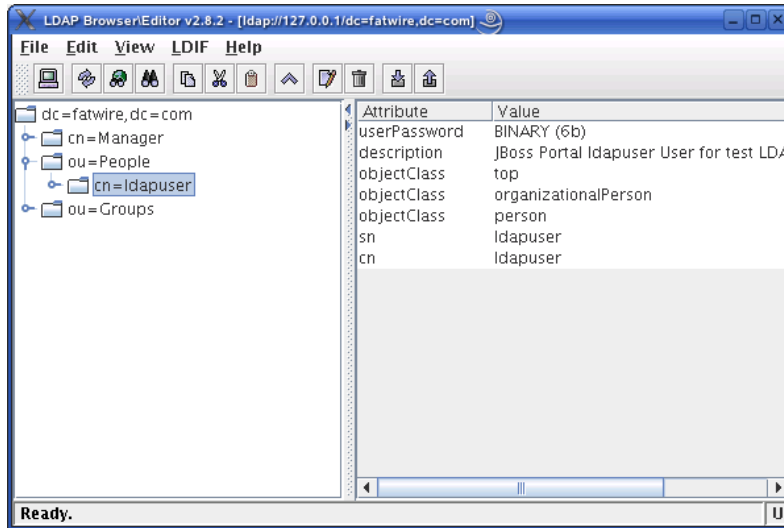 LDAP Browser\Editor v2.8.2 - [ldap://127.0.0.1/dc=fatwire,dc=com]
File Edit View LDIF Help
dc=fatwire,dc=com
cn=Manager
ou=People
cn=ldapuser
ou=Groups
Attribute Value
userPassword BINARY (6b)
description JBoss Portal ldapuser User for test LDA
objectClass top
objectClass organizationalPerson
objectClass person
sn ldapuser
cn ldapuser
Ready.